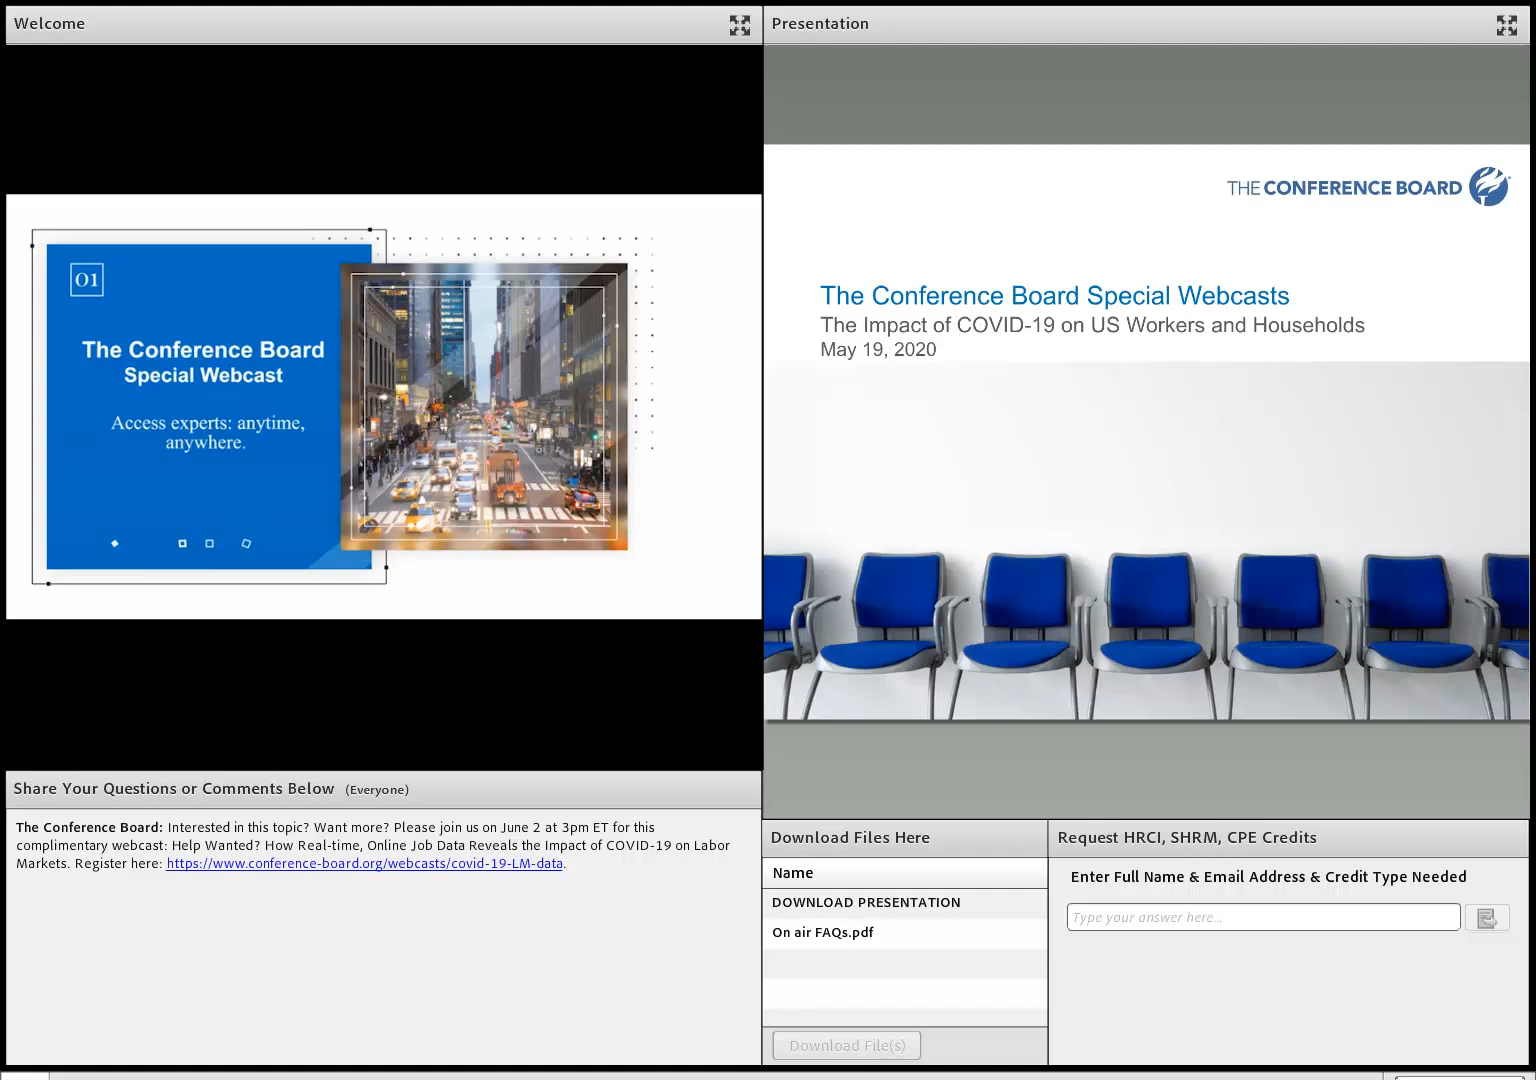 Welcome
Presentation
01
The Conference Board
Special Webcast
Access experts: anytime,
anywhere.
THE CONFERENCE BOARD
The Conference Board Special Webcasts
The Impact of COVID-19 on US Workers and Households
May 19, 2020
Share Your Questions or Comments Below (Everyone)
The Conference Board: Interested in this topic? Want more? Please join us on June 2 at 3pm ET for this
complimentary webcast: Help Wanted? How Real-time, Online Job Data Reveals the Impact of COVID-19 on Labor
Markets. Register here: https://www.conference-board.org/webcasts/covid-19-LM-data.
Download Files Here
Name
DOWNLOAD PRESENTATION
On air FAQs.pdf
Download File(s)
Request HRCI, SHRM, CPE Credits
Enter Full Name & Email Address & Credit Type Needed
Type your answer here...